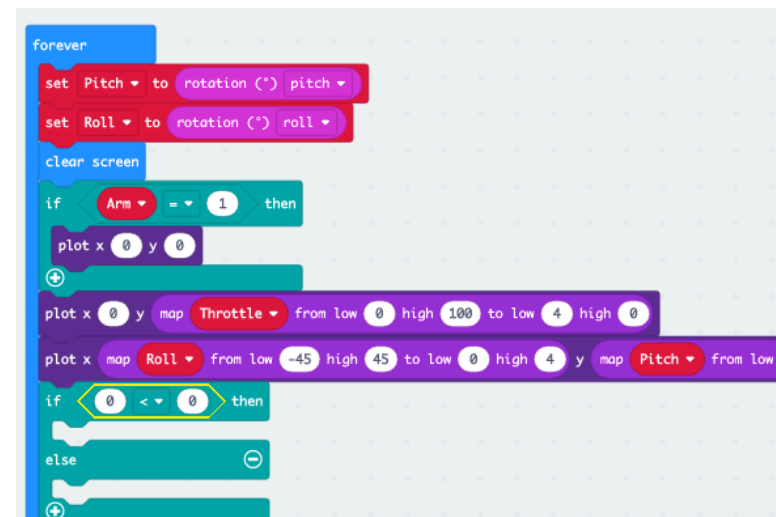 forever
set Pitch to rotation (°) pitch
set Roll to rotation (°) roll
clear screen
if Arm = 1 then
plot x 0 y 0
plot x 0 y map Throttle from low 0 high 100 to low 4 high 0
plot x map Roll from low -45 high 45 to low 0 high 4 y map Pitch from low
if 0 < 0 then
else